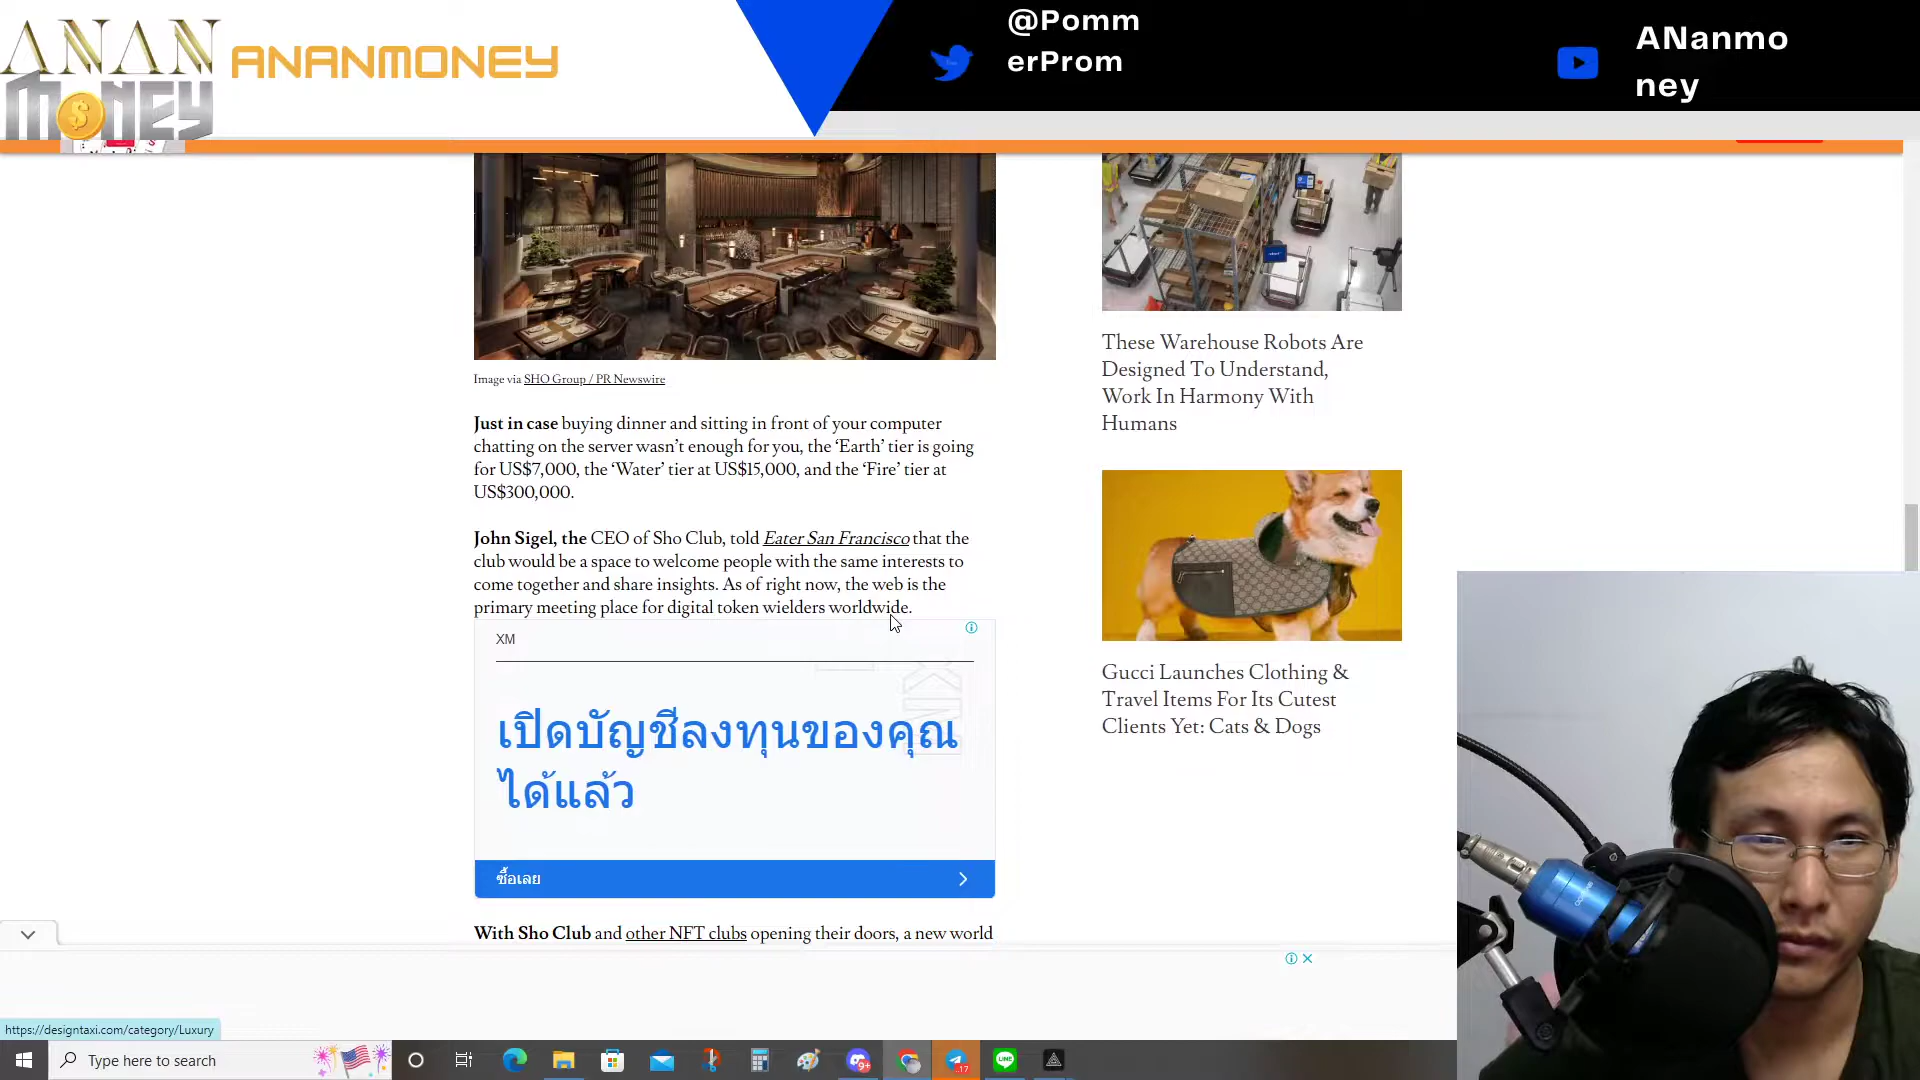 ANAN
MONEY
ANANMONEY
@Pomm
erProm
ANanmo
ney
Image via SHO Group / PR Newswire
Just in case buying dinner and sitting in front of your computer
chatting on the server wasn’t enough for you, the ‘Earth’ tier is going
for US$7,000, the ‘Water’ tier at US$15,000, and the ‘Fire’ tier at
US$300,000.
John Sigel, the CEO of Sho Club, told Eater San Francisco that the
club would be a space to welcome people with the same interests to
come together and share insights. As of right now, the web is the
primary meeting place for digital token wielders worldwide.
XM
เปิดบัญชีลงทุนของคุณ
ได้แล้ว
ซื้อเลย
With Sho Club and other NFT clubs opening their doors, a new world
These Warehouse Robots Are
Designed To Understand,
Work In Harmony With
Humans
Gucci Launches Clothing &
Travel Items For Its Cutest
Clients Yet: Cats & Dogs
https://designtaxi.com/category/Luxury
Type here to search
9+
17
LINE